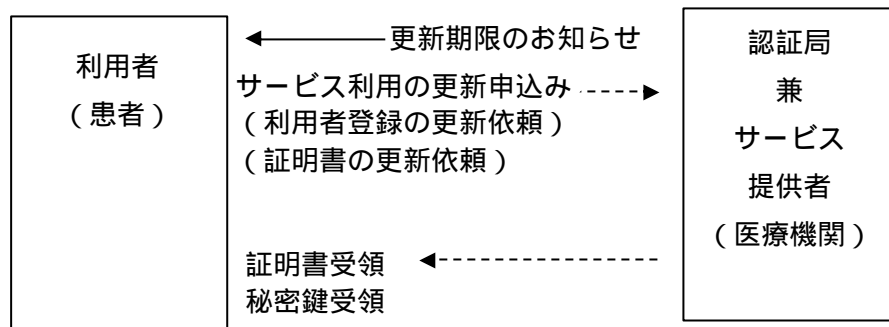 利用者
（患者）
更新期限のお知らせ
サービス利用の更新申込み
（利用者登録の更新依頼）
（証明書の更新依頼）
証明書受領
秘密鍵受領
認証局
兼
サービス
提供者
（医療機関）